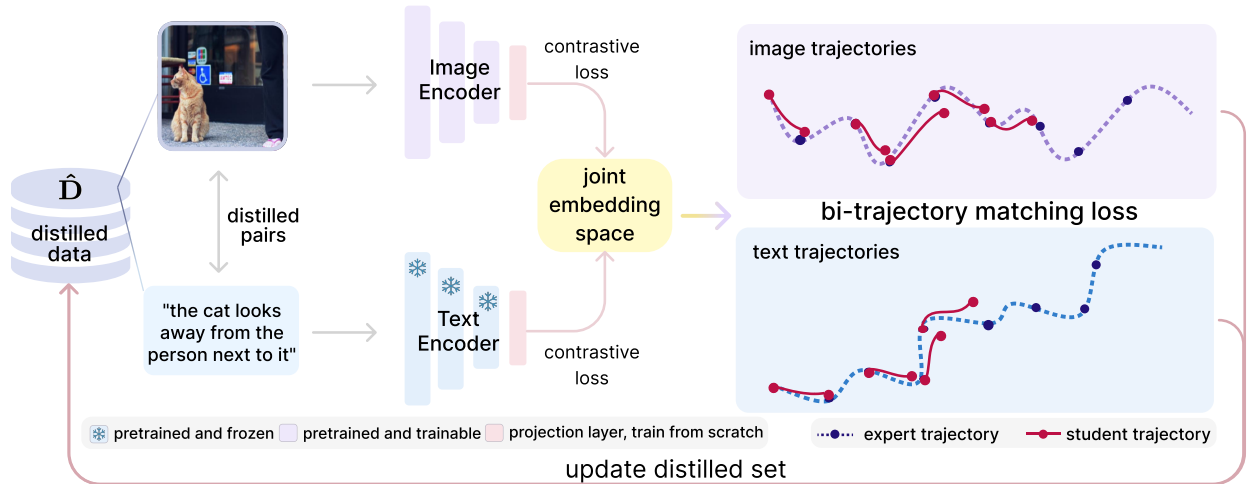 D̂
distilled
data
distilled
pairs
"the cat looks
away from the
person next to it"
Image
Encoder
Text
Encoder
contrastive
loss
contrastive
loss
joint
embedding
space
image trajectories
bi-trajectory matching loss
text trajectories
pretrained and frozen
pretrained and trainable
projection layer, train from scratch
expert trajectory
student trajectory
update distilled set